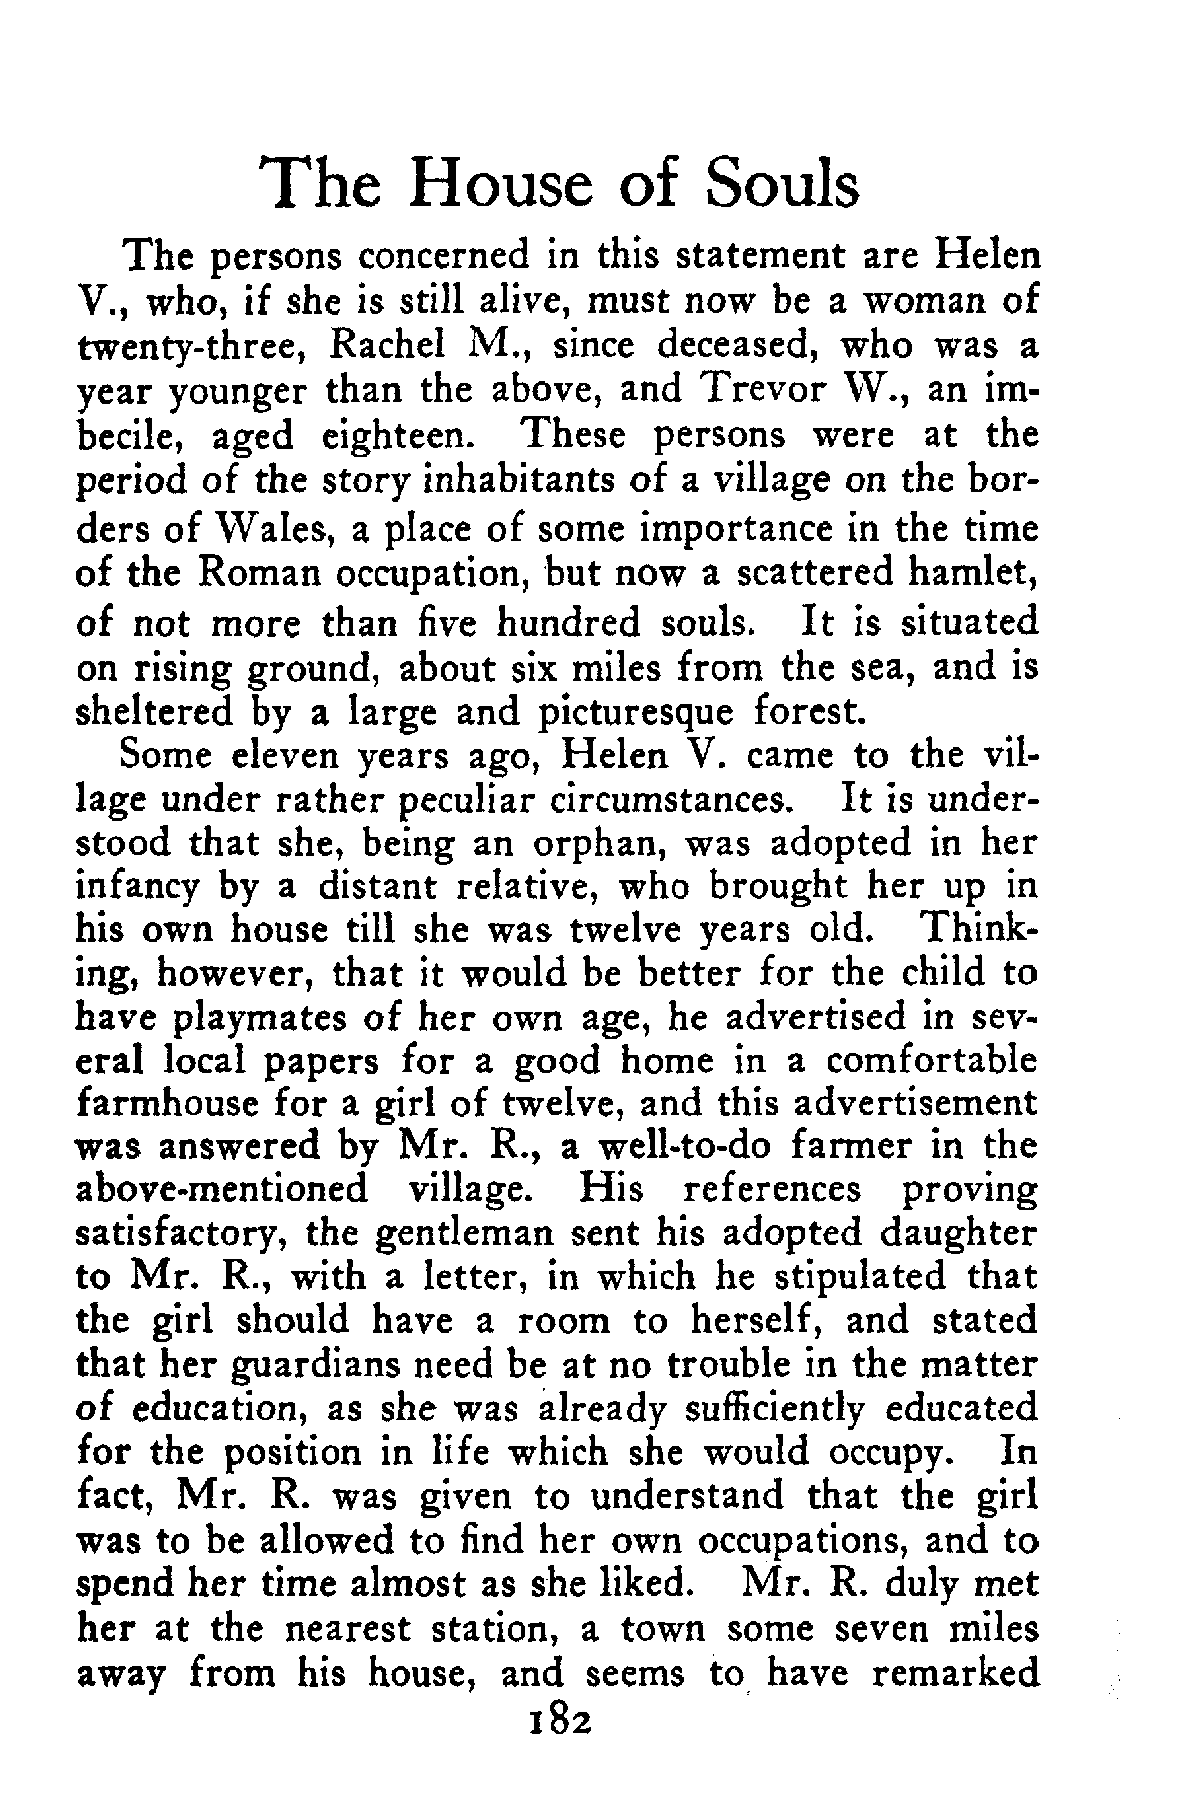 The House of Souls
The persons concerned in this statement are Helen
V., who, if she is still alive, must now be a woman of
twenty-three, Rachel M., since deceased, who was a
year younger than the above, and Trevor W., an im-
becile, aged eighteen. These persons were at the
period of the story inhabitants of a village on the bor-
ders of Wales, a place of some importance in the time
of the Roman occupation, but now a scattered hamlet,
of not more than five hundred souls. It is situated
on rising ground, about six miles from the sea, and is
sheltered by a large and picturesque forest.
Some eleven years ago, Helen V. came to the vil-
lage under rather peculiar circumstances. It is under-
stood that she, being an orphan, was adopted in her
infancy by a distant relative, who brought her up in
his own house till she was twelve years old. Think-
ing, however, that it would be better for the child to
have playmates of her own age, he advertised in sev-
eral local papers for a good home in a comfortable
farmhouse for a girl of twelve, and this advertisement
was answered by Mr. R., a well-to-do farmer in the
above-mentioned village. His references proving
satisfactory, the gentleman sent his adopted daughter
to Mr. R., with a letter, in which he stipulated that
the girl should have a room to herself, and stated
that her guardians need be at no trouble in the matter
of education, as she was already sufficiently educated
for the position in life which she would occupy. In
fact, Mr. R. was given to understand that the girl
was to be allowed to find her own occupations, and to
spend her time almost as she liked. Mr. R. duly met
her at the nearest station, a town some seven miles
away from his house, and seems to have remarked
182